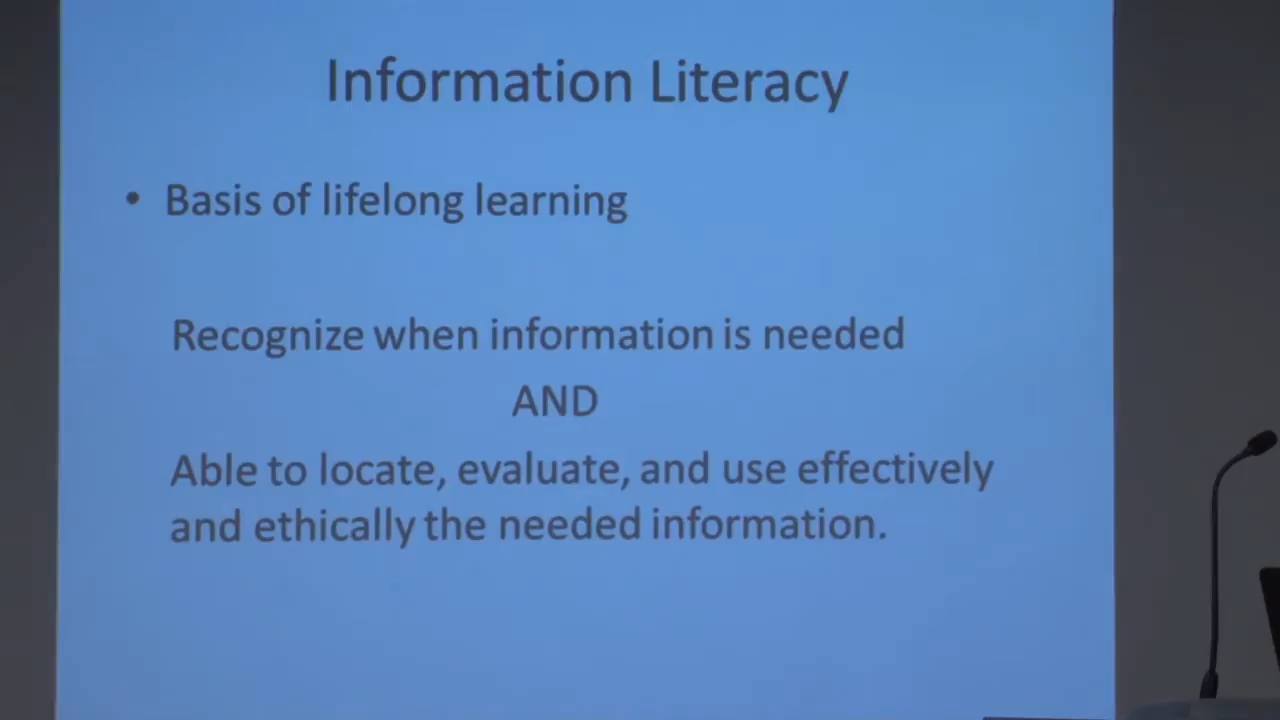 Information Literacy
• Basis of lifelong learning
Recognize when information is needed
AND
Able to locate, evaluate, and use effectively
and ethically the needed information.